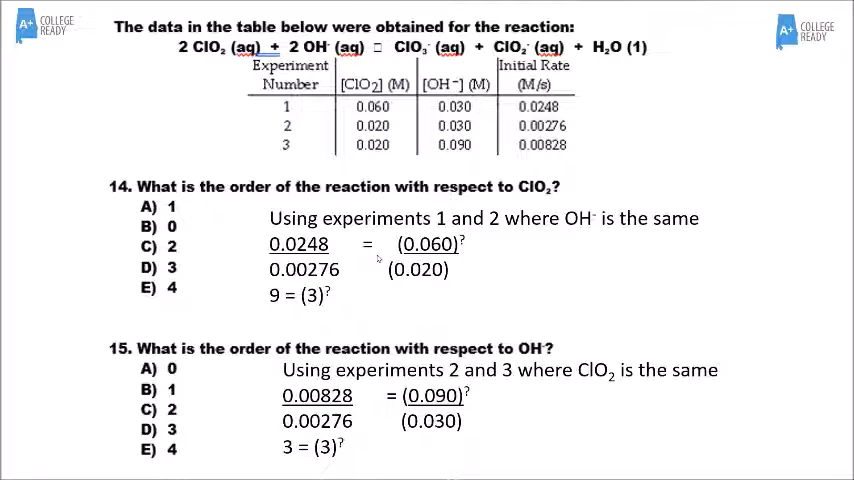 A+ COLLEGE READY
A+ COLLEGE READY
The data in the table below were obtained for the reaction:
2 ClO₂ (aq) + 2 OH⁻ (aq) □ ClO₃⁻ (aq) + ClO₂⁻ (aq) + H₂O (1)
Experiment Number [ClO₂] (M) [OH⁻] (M) Initial Rate (M/s)
1 0.060 0.030 0.0248
2 0.020 0.030 0.00276
3 0.020 0.090 0.00828
14. What is the order of the reaction with respect to ClO₂?
A) 1
B) 0
C) 2
D) 3
E) 4
Using experiments 1 and 2 where OH⁻ is the same
0.0248 = (0.060)?
0.00276 (0.020)
9 = (3)?
15. What is the order of the reaction with respect to OH⁻?
A) 0
B) 1
C) 2
D) 3
E) 4
Using experiments 2 and 3 where ClO₂ is the same
0.00828 = (0.090)?
0.00276 (0.030)
3 = (3)?